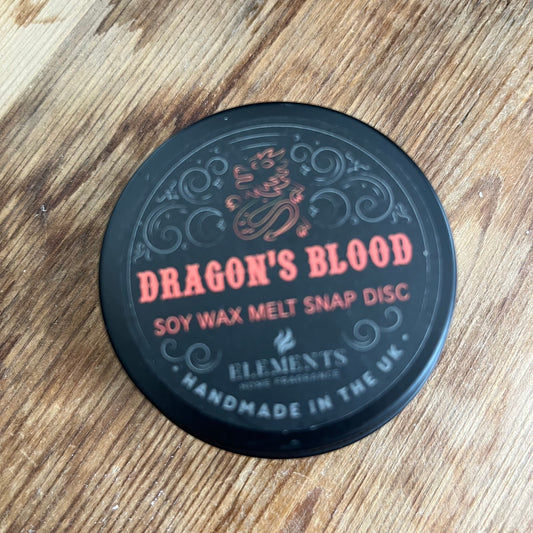 DRAGON'S BLOOD
SOY WAX MELT SNAP DISC
ELEMENTS
HOME FRAGRANCE
· HANDMADE IN THE UK ·